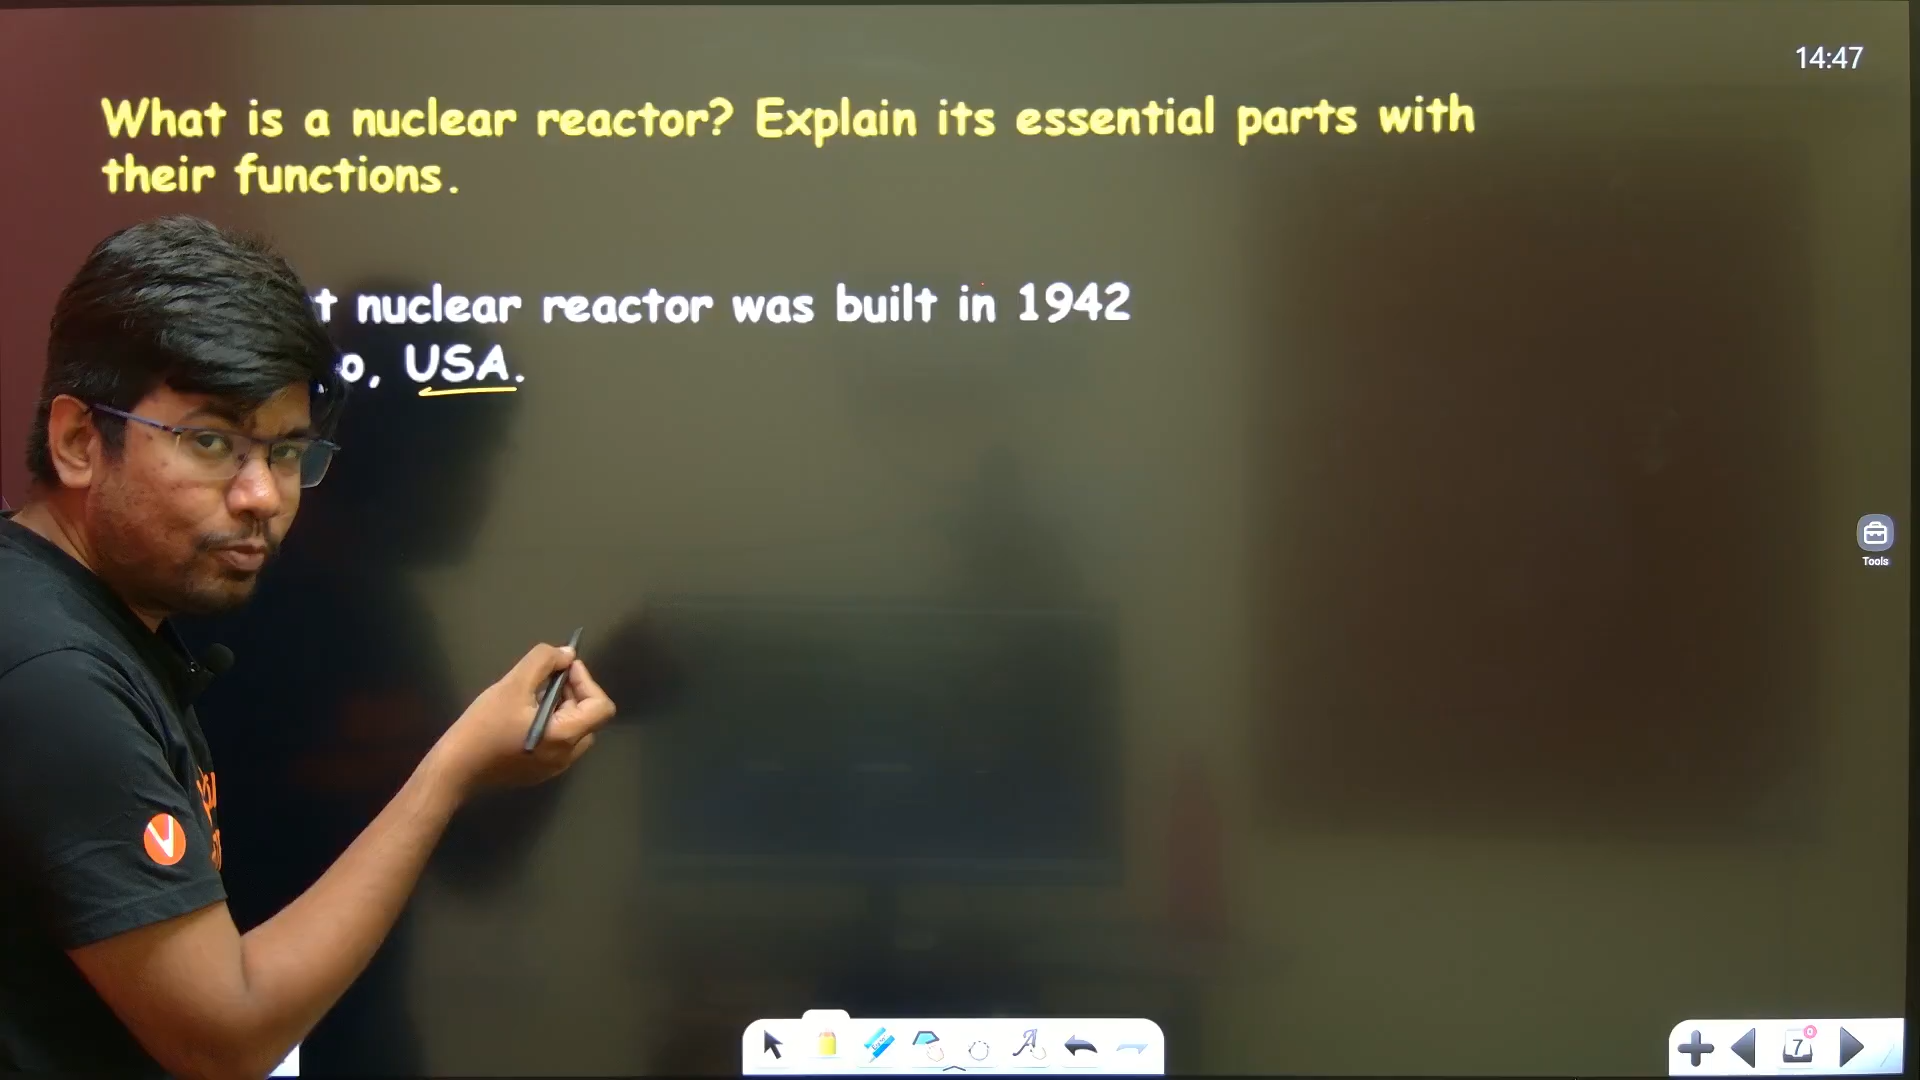 14:47
What is a nuclear reactor? Explain its essential parts with
their functions.
nuclear reactor was built in 1942
USA.
Tools
7